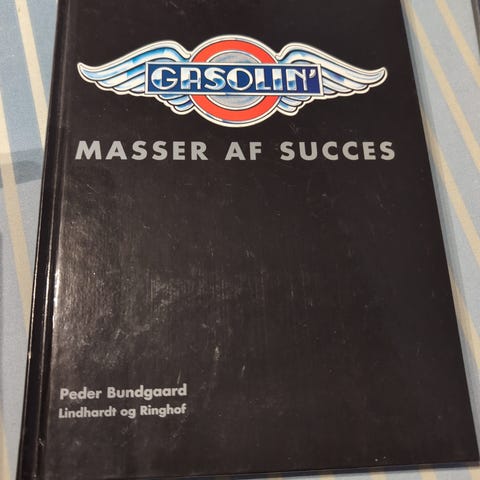 GASOLIN'
MASSER AF SUCCES
Peder Bundgaard
Lindhardt og Ringhof